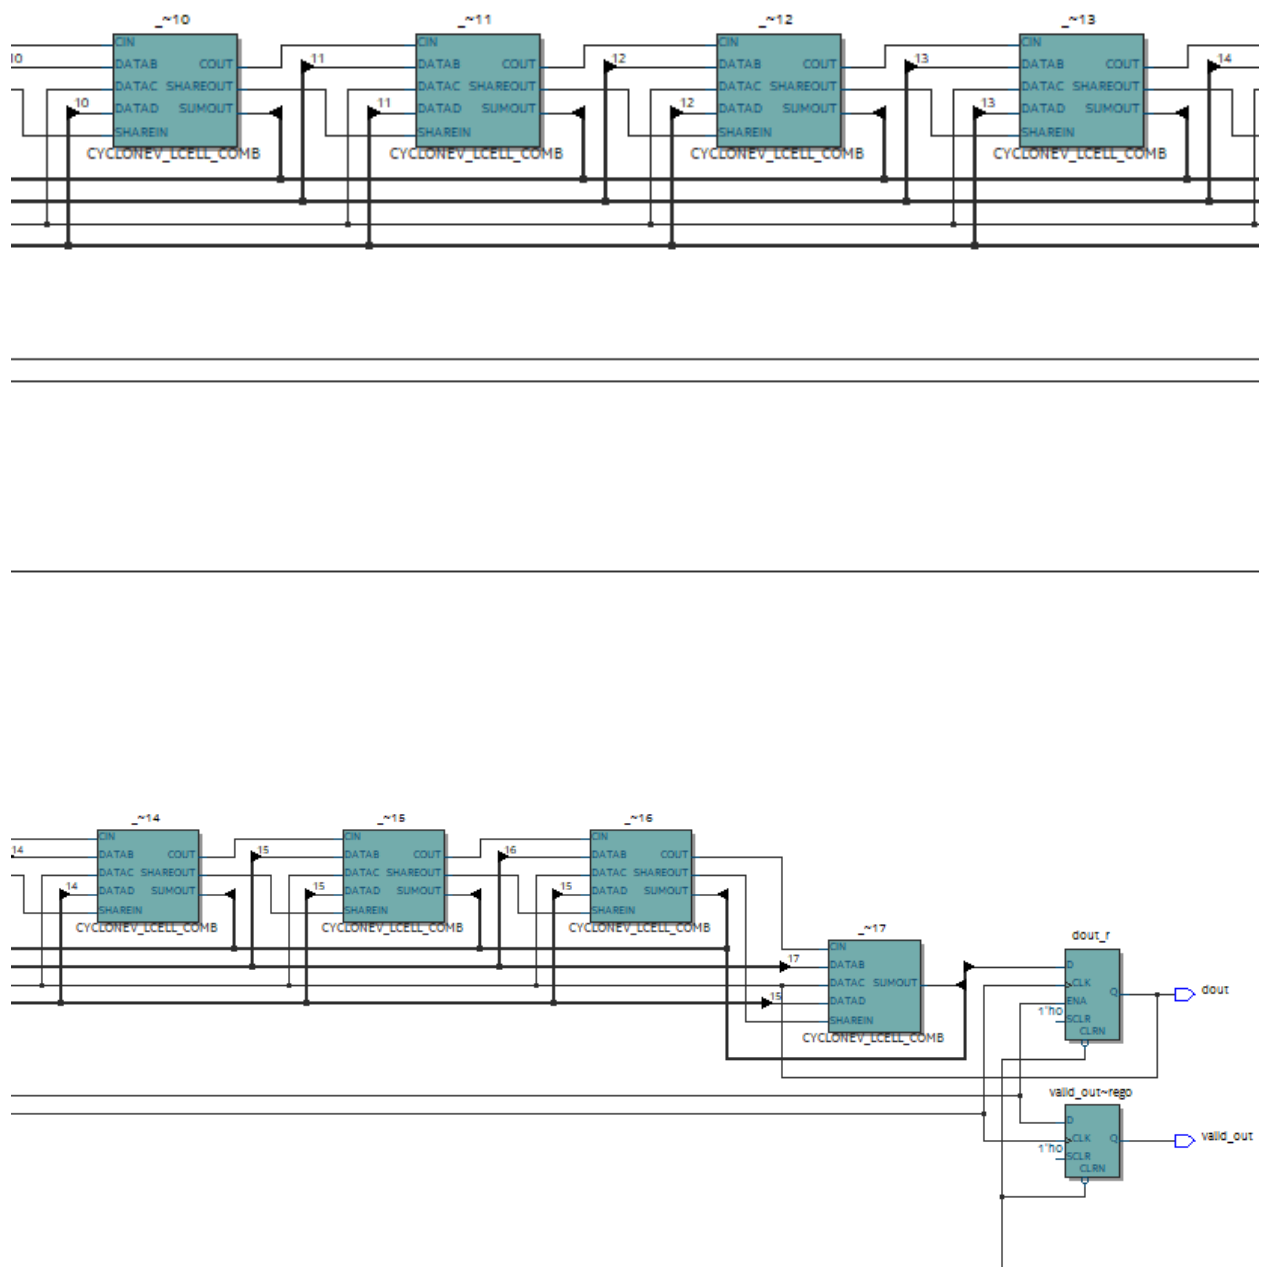 _~10
_~11
_~12
_~13
CIN
DATAB
DATAC
DATAD
SHAREIN
COUT
SHAREOUT
SUMOUT
CYCLONEV_LCELL_COMB
10
10
CIN
DATAB
DATAC
DATAD
SHAREIN
COUT
SHAREOUT
SUMOUT
CYCLONEV_LCELL_COMB
11
11
CIN
DATAB
DATAC
DATAD
SHAREIN
COUT
SHAREOUT
SUMOUT
CYCLONEV_LCELL_COMB
12
12
CIN
DATAB
DATAC
DATAD
SHAREIN
COUT
SHAREOUT
SUMOUT
CYCLONEV_LCELL_COMB
13
13
14
_~14
_~15
_~16
14
14
CIN
DATAB
DATAC
DATAD
SHAREIN
COUT
SHAREOUT
SUMOUT
CYCLONEV_LCELL_COMB
15
15
CIN
DATAB
DATAC
DATAD
SHAREIN
COUT
SHAREOUT
SUMOUT
CYCLONEV_LCELL_COMB
16
15
CIN
DATAB
DATAC
DATAD
SHAREIN
COUT
SHAREOUT
SUMOUT
CYCLONEV_LCELL_COMB
_~17
17
15
CIN
DATAB
DATAC
DATAD
SHAREIN
SUMOUT
CYCLONEV_LCELL_COMB
dout_r
D
CLK
ENA
1'h0
SCLR
CLRN
Q
dout
valid_out~reg0
D
CLK
1'h0
SCLR
CLRN
Q
valid_out